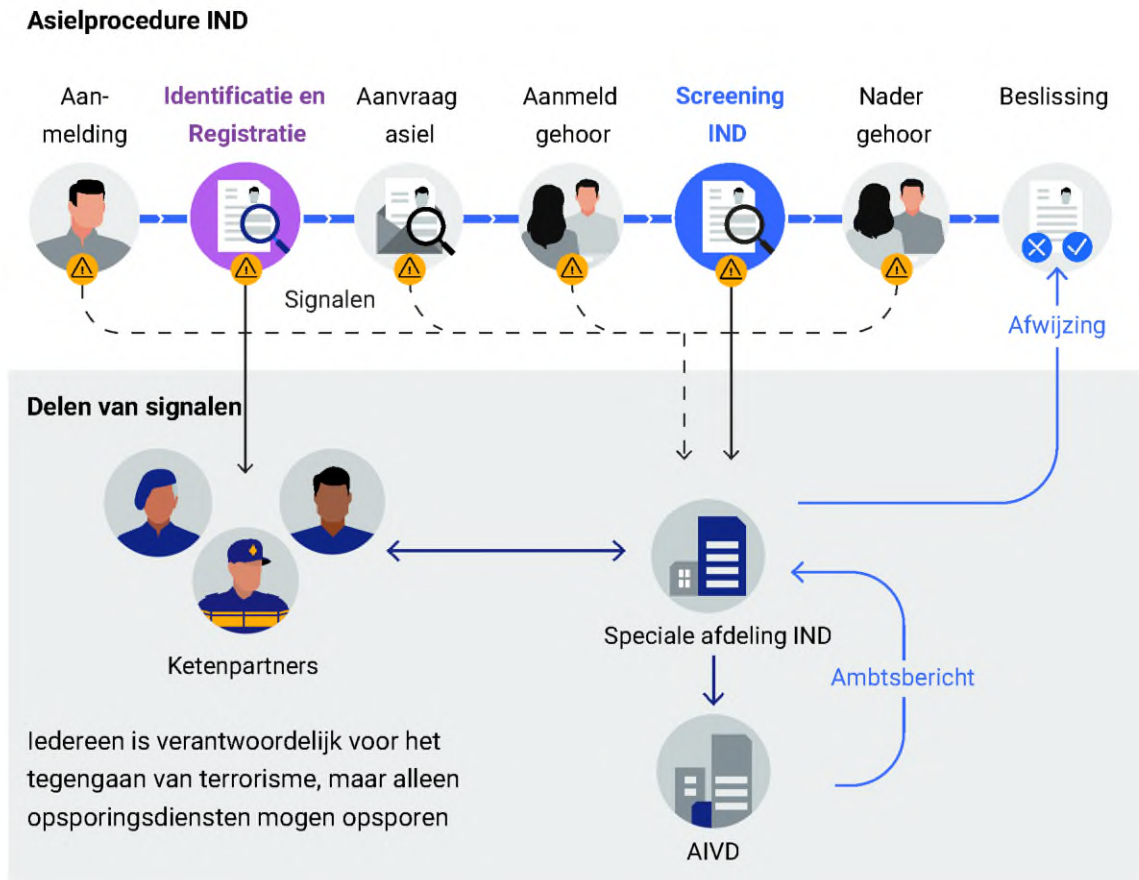 Asielprocedure IND
Aan-
melding
Identificatie en
Registratie
Aanvraag
asiel
Aanmeld
gehoor
Screening
IND
Nader
gehoor
Beslissing
Signalen
Afwijzing
Delen van signalen
Ketenpartners
Speciale afdeling IND
Ambtsbericht
Iedereen is verantwoordelijk voor het
tegengaan van terrorisme, maar alleen
opsporingsdiensten mogen opsporen
AIVD